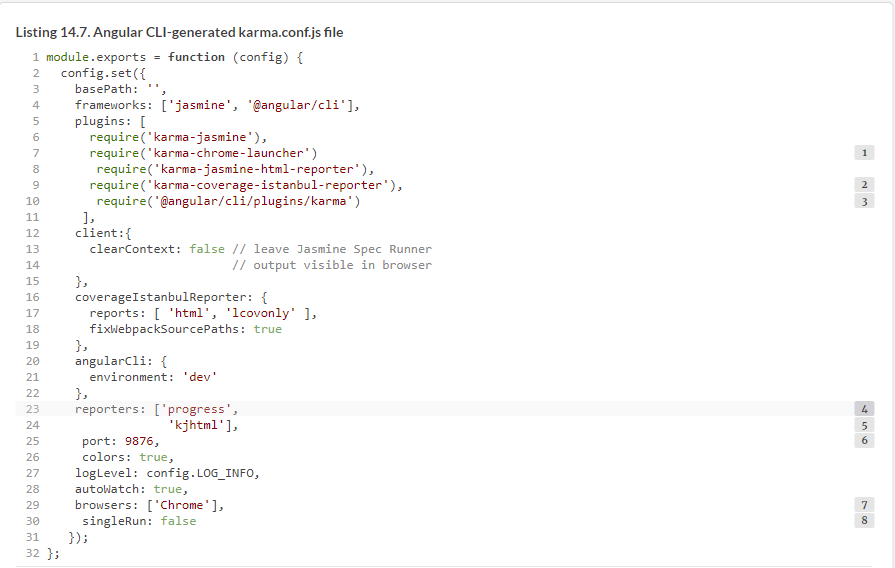 Listing 14.7. Angular CLI-generated karma.conf.js file
1 module.exports = function (config) {
2   config.set({
3     basePath: '',
4     frameworks: ['jasmine', '@angular/cli'],
5     plugins: [
6       require('karma-jasmine'),
7       require('karma-chrome-launcher') 1
8        require('karma-jasmine-html-reporter'),
9       require('karma-coverage-istanbul-reporter'), 2
10        require('@angular/cli/plugins/karma') 3
11      ],
12     client:{
13       clearContext: false // leave Jasmine Spec Runner
14                           // output visible in browser
15     },
16     coverageIstanbulReporter: {
17       reports: [ 'html', 'lcovonly' ],
18       fixWebpackSourcePaths: true
19     },
20     angularCli: {
21       environment: 'dev'
22     },
23     reporters: ['progress', 4
24                  'kjhtml'], 5
25      port: 9876, 6
26      colors: true,
27     logLevel: config.LOG_INFO,
28     autoWatch: true,
29     browsers: ['Chrome'], 7
30      singleRun: false 8
31    });
32 };